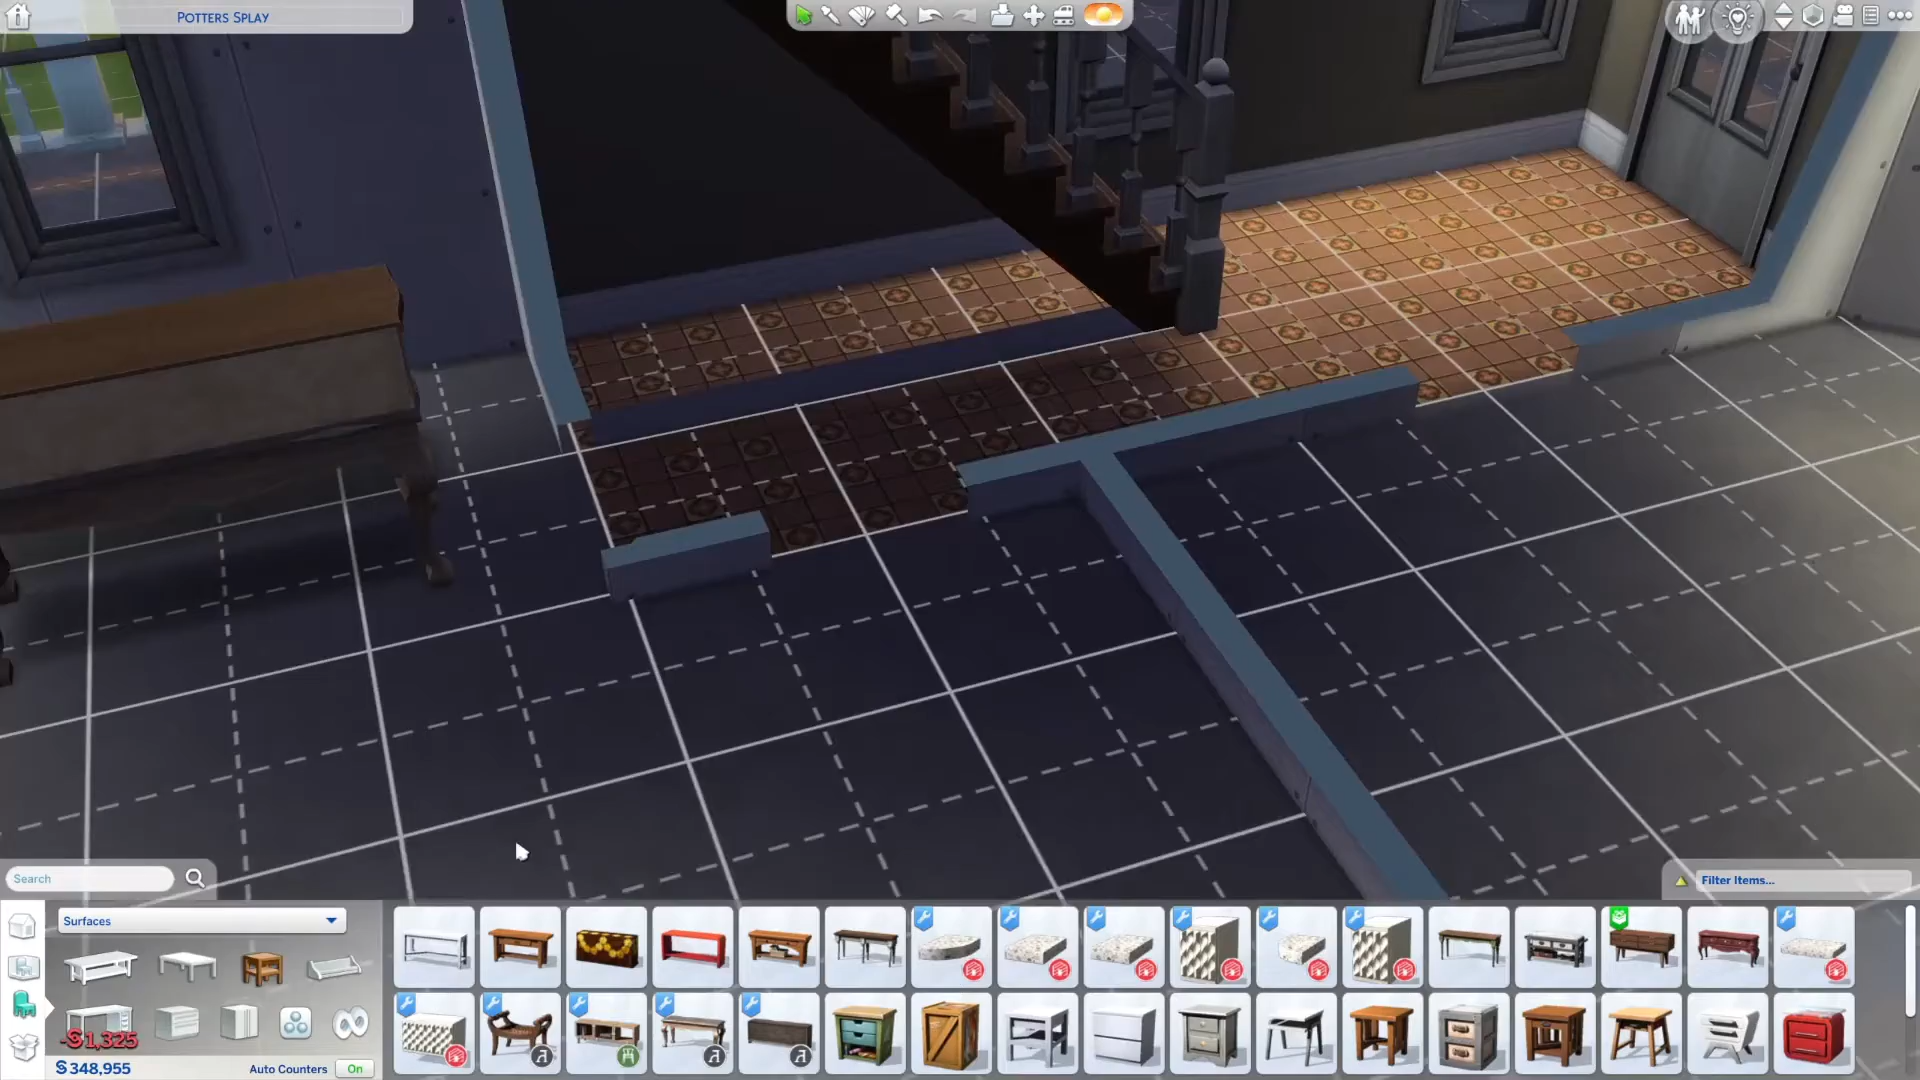 POTTERS SPLAY
Search
Filter Items...
Surfaces
-§1,325
§348,955
Auto Counters
On